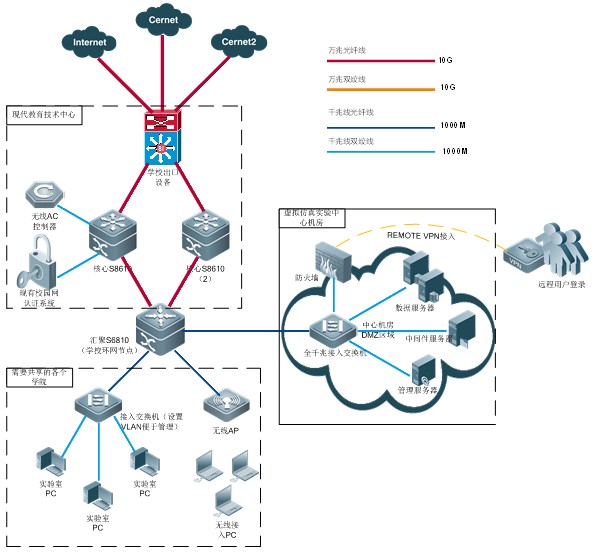 Internet
Cernet
Cernet2
万兆光纤线
10G
万兆双绞线
10G
千兆线光纤线
1000M
千兆线双绞线
1000M
现代教育技术中心
学校出口
设备
无线AC
控制器
现有校园网
认证系统
核心S8610
核心S8610
(2)
汇聚S6810
(学校环网节点)
虚拟仿真实验中
心机房
REMOTE VPN接入
VPN
远程用户登录
防火墙
数据服务器
中心机房
DMZ区域
中间件服务器
全千兆接入交换机
管理服务器
需要共享的各个
学院
接入交换机(设置
VLAN便于管理)
无线AP
实验室
PC
实验室
PC
实验室
PC
无线接
入PC